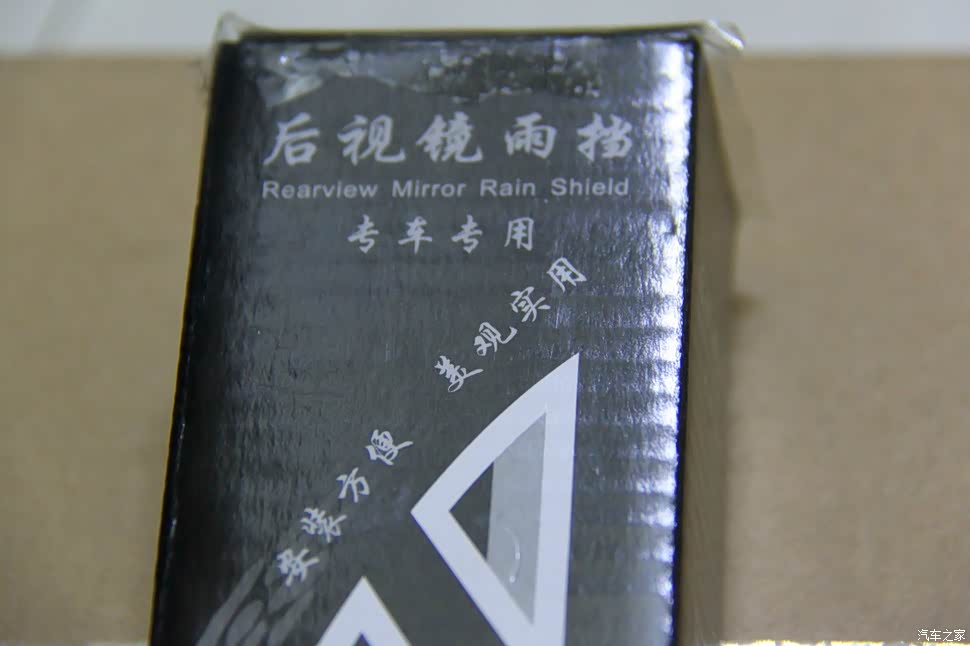 后视镜雨挡
Rearview Mirror Rain Shield
专车专用
安装方便 美观实用
汽车之家